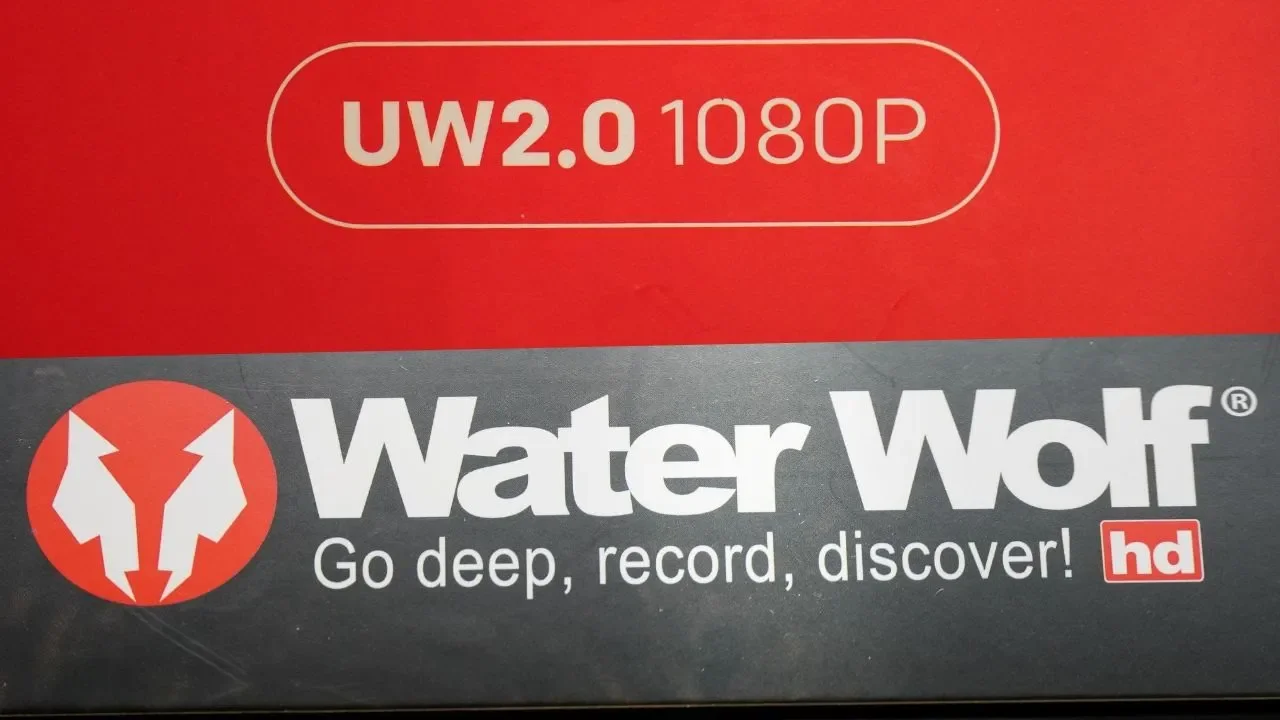 UW2.0 1080P
Water Wolf®
Go deep, record, discover! hd